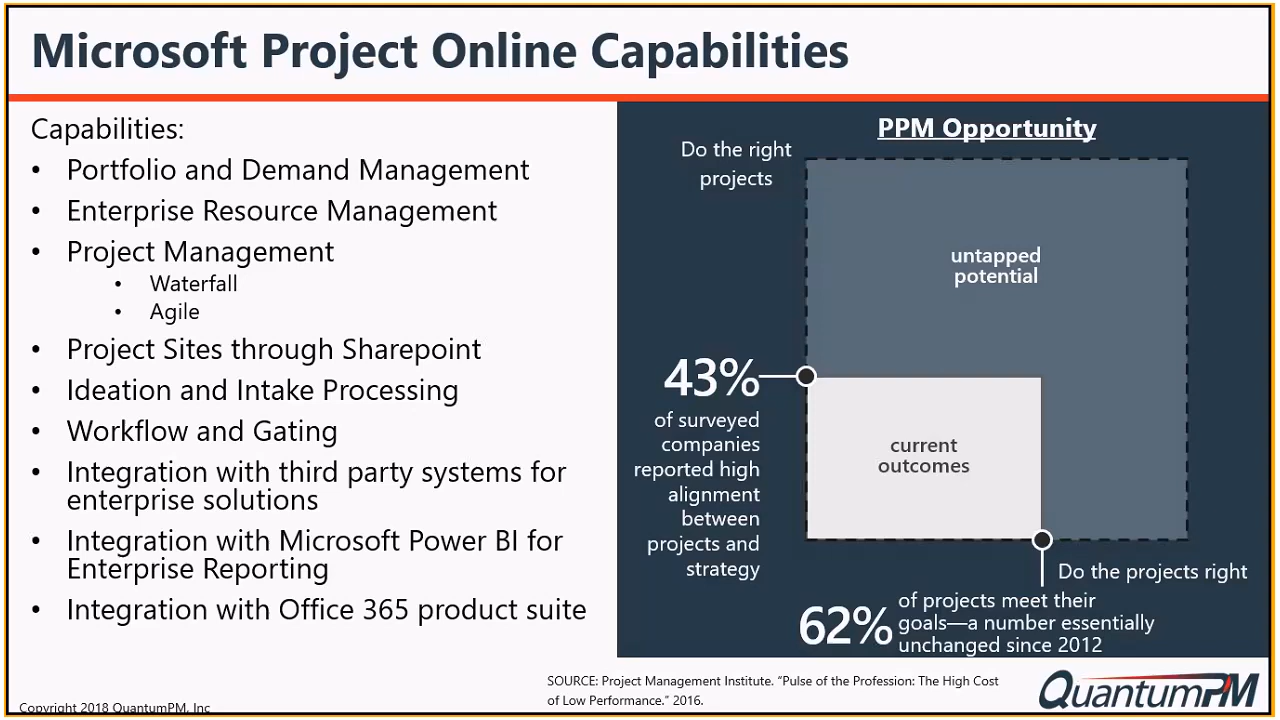 Microsoft Project Online Capabilities
Capabilities:
• Portfolio and Demand Management
• Enterprise Resource Management
• Project Management
• Waterfall
• Agile
• Project Sites through Sharepoint
• Ideation and Intake Processing
• Workflow and Gating
• Integration with third party systems for
enterprise solutions
• Integration with Microsoft Power BI for
Enterprise Reporting
• Integration with Office 365 product suite
PPM Opportunity
Do the right
projects
untapped
potential
43%
of surveyed
companies
reported high
alignment
between
projects and
strategy
current
outcomes
Do the projects right
62%
of projects meet their
goals—a number essentially
unchanged since 2012
SOURCE: Project Management Institute. “Pulse of the Profession: The High Cost
of Low Performance.” 2016.
Copyright 2018 QuantumPM, Inc
QuantumPM